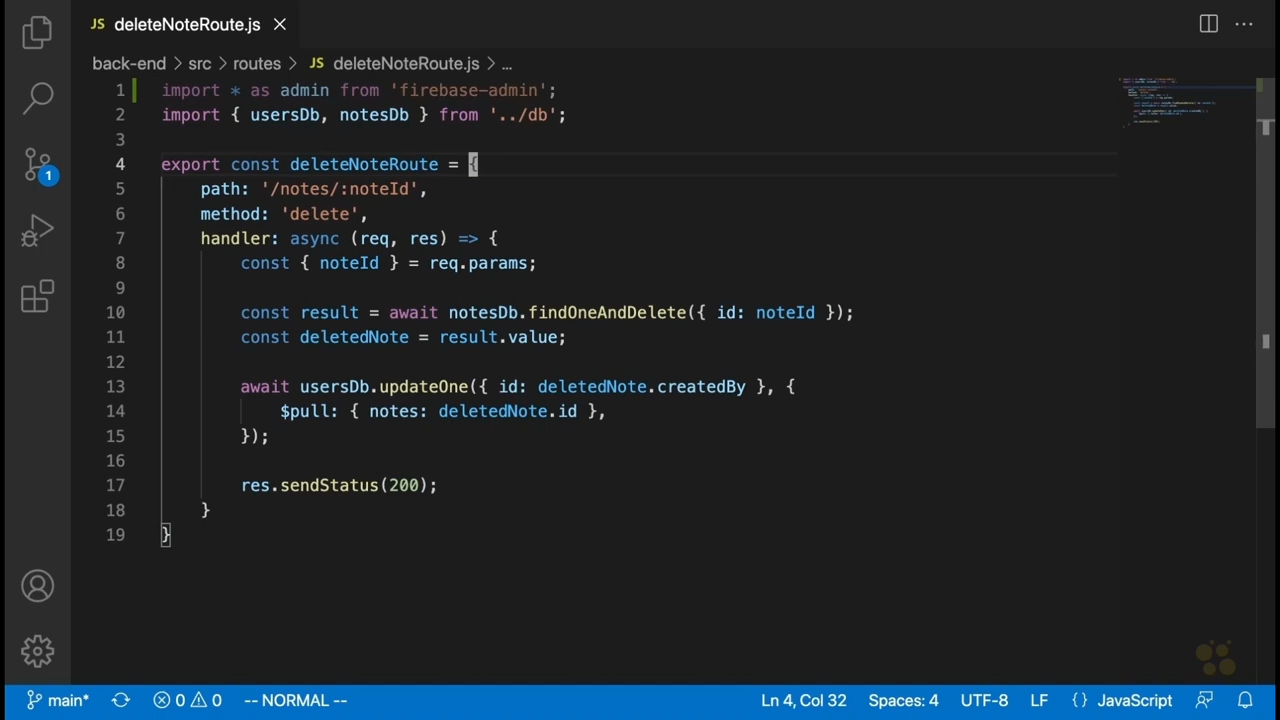 JS deleteNoteRoute.js ×
back-end > src > routes > JS deleteNoteRoute.js > ...
1 import * as admin from 'firebase-admin';
2 import { usersDb, notesDb } from '../db';
3
4 export const deleteNoteRoute = {
5 path: '/notes/:noteId',
6 method: 'delete',
7 handler: async (req, res) => {
8 const { noteId } = req.params;
9
10 const result = await notesDb.findOneAndDelete({ id: noteId });
11 const deletedNote = result.value;
12
13 await usersDb.updateOne({ id: deletedNote.createdBy }, {
14 $pull: { notes: deletedNote.id },
15 });
16
17 res.sendStatus(200);
18 }
19 }
1
main* 0 0 -- NORMAL -- Ln 4, Col 32 Spaces: 4 UTF-8 LF {} JavaScript